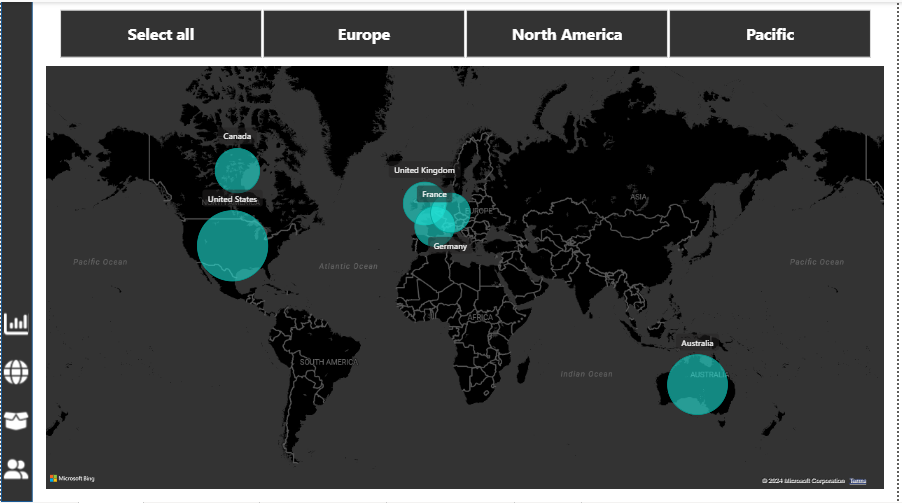 Select all
Europe
North America
Pacific
Canada
United Kingdom
France
United States
ASIA
EUROPE
Germany
Pacific Ocean
Atlantic Ocean
Pacific Ocean
AFRICA
Australia
SOUTH AMERICA
Indian Ocean
AUSTRALIA
Microsoft Bing
© 2024 Microsoft Corporation Terms